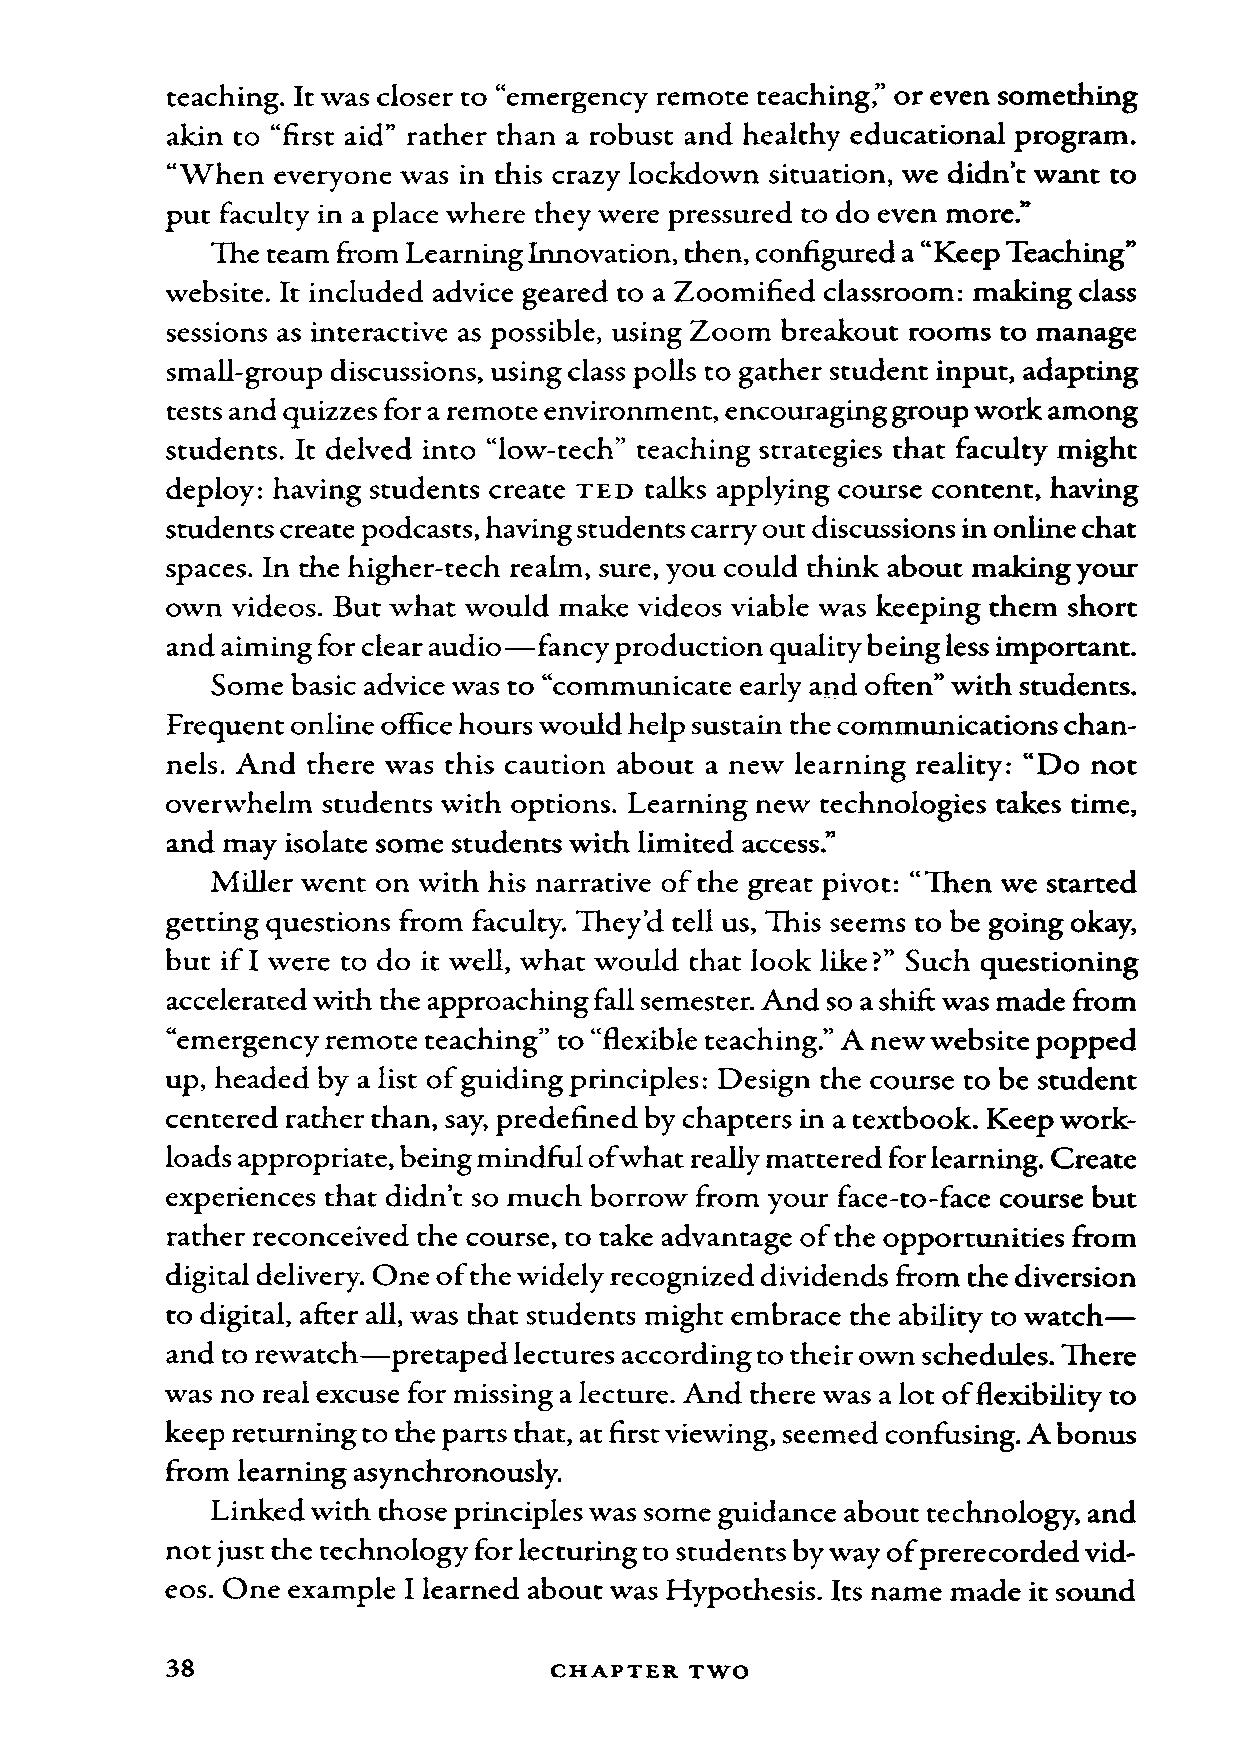 teaching. It was closer to “emergency remote teaching,” or even something
akin to “first aid” rather than a robust and healthy educational program.
“When everyone was in this crazy lockdown situation, we didn’t want to
put faculty in a place where they were pressured to do even more.”
The team from Learning Innovation, then, configured a “Keep Teaching”
website. It included advice geared to a Zoomified classroom: making class
sessions as interactive as possible, using Zoom breakout rooms to manage
small-group discussions, using class polls to gather student input, adapting
tests and quizzes for a remote environment, encouraging group work among
students. It delved into “low-tech” teaching strategies that faculty might
deploy: having students create TED talks applying course content, having
students create podcasts, having students carry out discussions in online chat
spaces. In the higher-tech realm, sure, you could think about making your
own videos. But what would make videos viable was keeping them short
and aiming for clear audio—fancy production quality being less important.
Some basic advice was to “communicate early and often” with students.
Frequent online office hours would help sustain the communications chan-
nels. And there was this caution about a new learning reality: “Do not
overwhelm students with options. Learning new technologies takes time,
and may isolate some students with limited access.”
Miller went on with his narrative of the great pivot: “Then we started
getting questions from faculty. They’d tell us, This seems to be going okay,
but if I were to do it well, what would that look like?” Such questioning
accelerated with the approaching fall semester. And so a shift was made from
“emergency remote teaching” to “flexible teaching.” A new website popped
up, headed by a list of guiding principles: Design the course to be student
centered rather than, say, predefined by chapters in a textbook. Keep work-
loads appropriate, being mindful of what really mattered for learning. Create
experiences that didn’t so much borrow from your face-to-face course but
rather reconceived the course, to take advantage of the opportunities from
digital delivery. One of the widely recognized dividends from the diversion
to digital, after all, was that students might embrace the ability to watch—
and to rewatch—pretaped lectures according to their own schedules. There
was no real excuse for missing a lecture. And there was a lot of flexibility to
keep returning to the parts that, at first viewing, seemed confusing. A bonus
from learning asynchronously.
Linked with those principles was some guidance about technology, and
not just the technology for lecturing to students by way of prerecorded vid-
eos. One example I learned about was Hypothesis. Its name made it sound
38 CHAPTER TWO